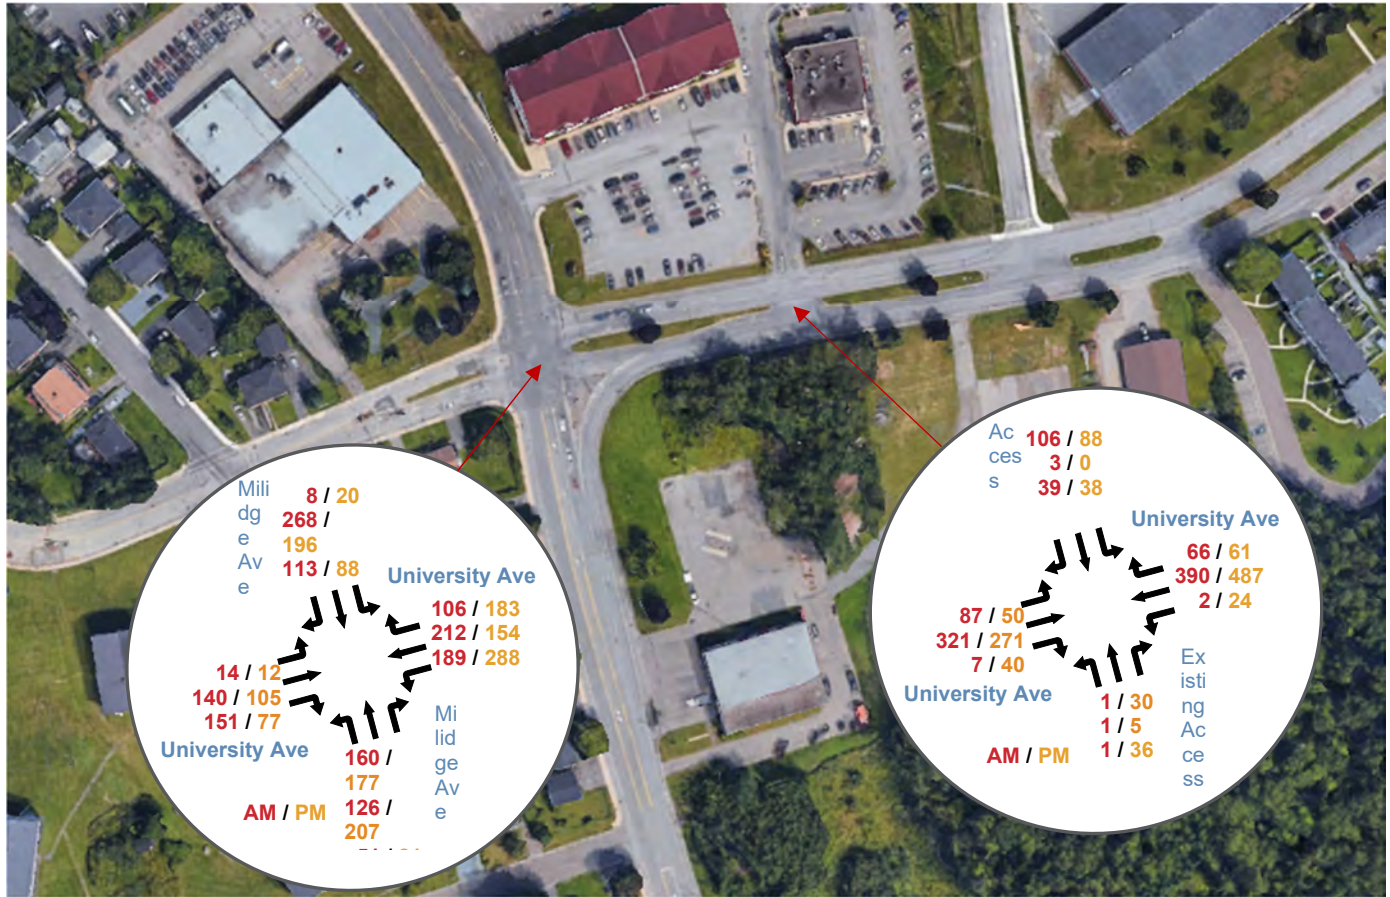 Mili
dg
e
Av
e
8 / 20
268 /
196
113 / 88
University Ave
106 / 183
212 / 154
189 / 288
14 / 12
140 / 105
151 / 77
University Ave
160 /
177
126 /
207
Mi
lid
ge
Av
e
AM / PM
Ac
ces
s
106 / 88
3 / 0
39 / 38
University Ave
66 / 61
390 / 487
2 / 24
87 / 50
321 / 271
7 / 40
University Ave
1 / 30
1 / 5
1 / 36
Ex
isti
ng
Ac
ce
ss
AM / PM